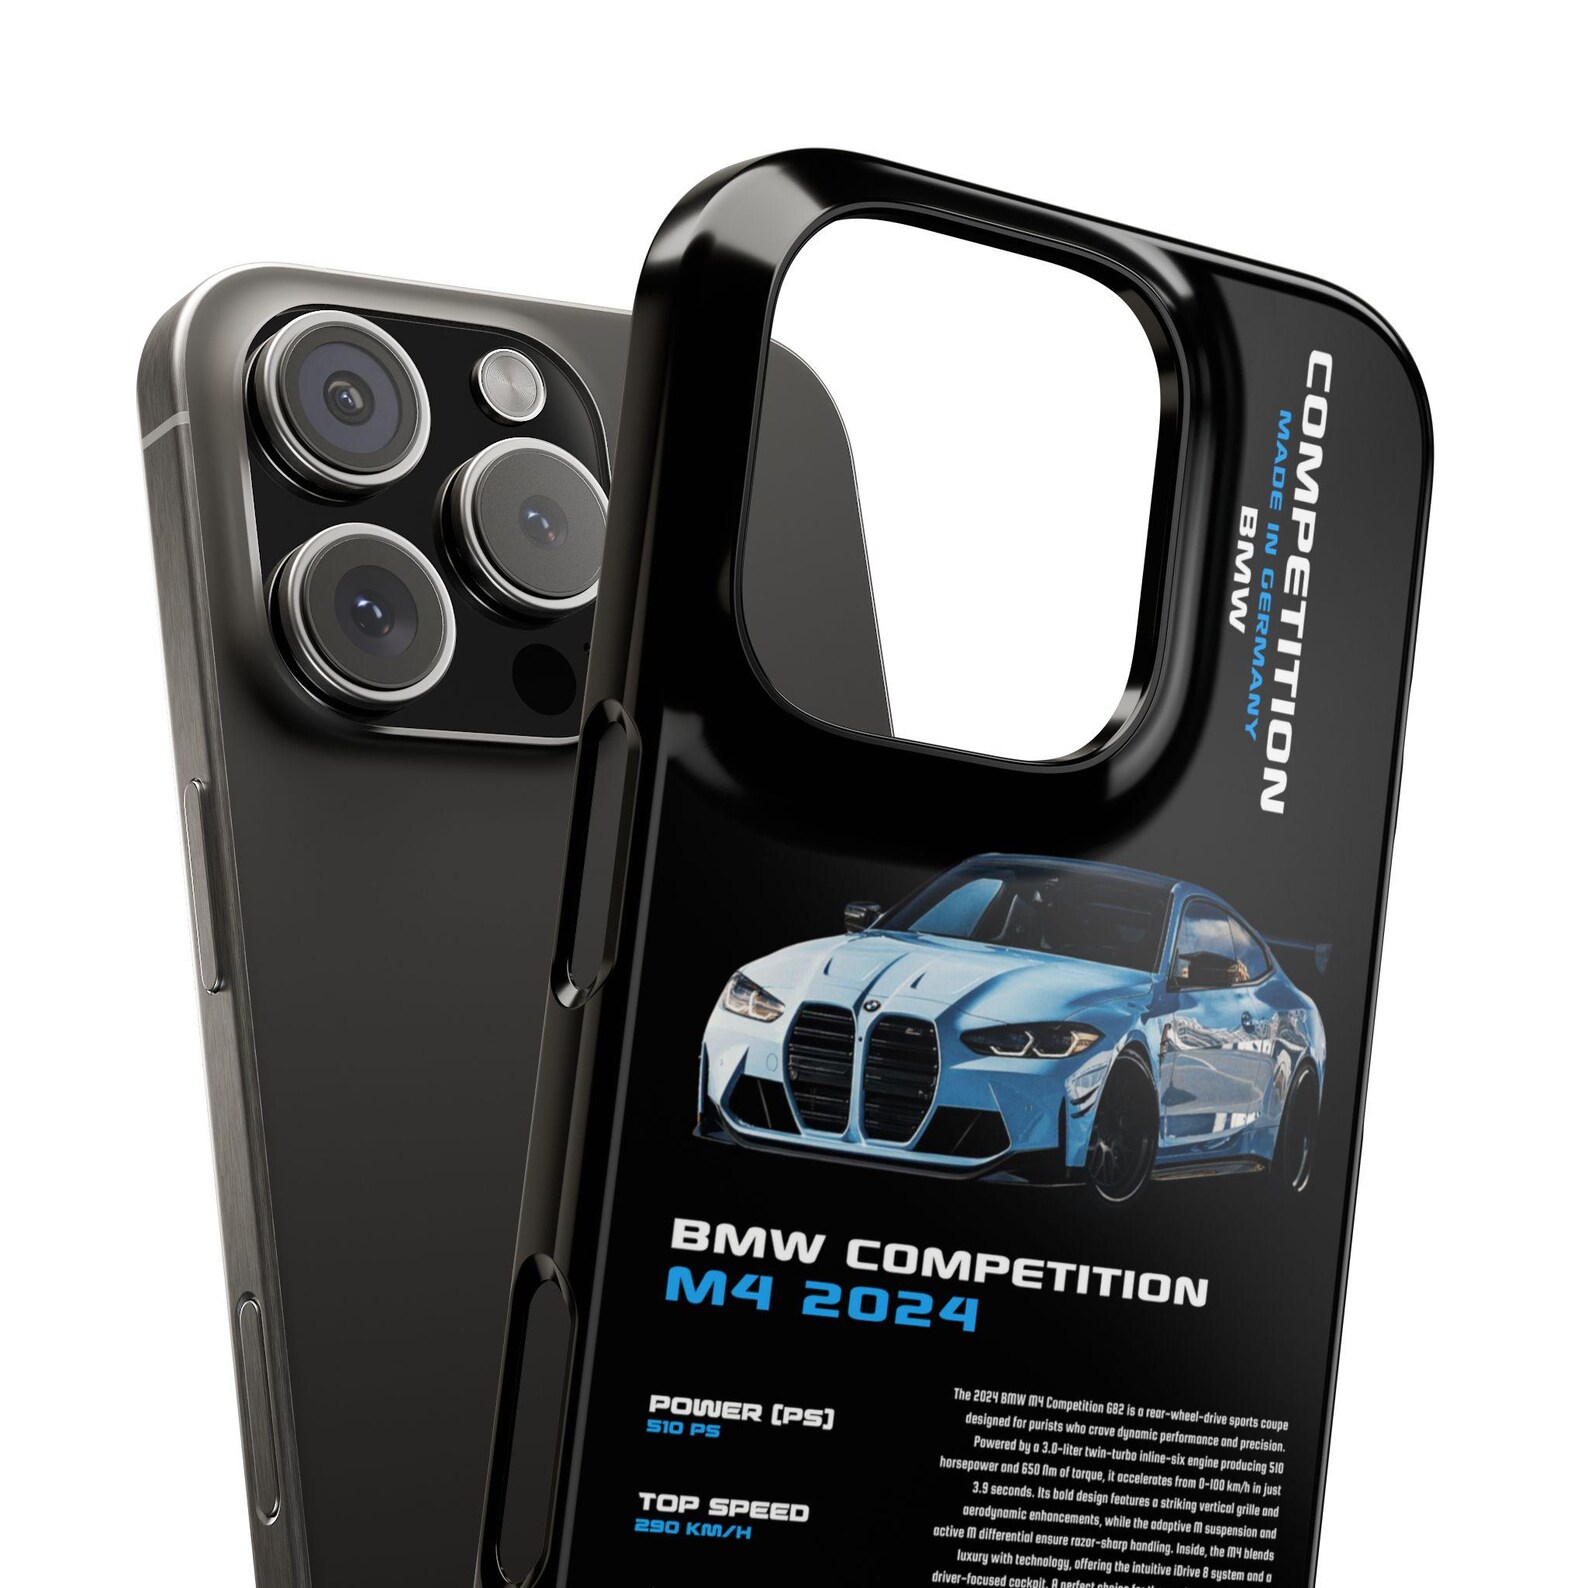 COMPETITION
MADE IN GERMANY
BMW
BMW COMPETITION
M4 2024
POWER (PS)
510 PS
TOP SPEED
290 KM/H
The 2024 BMW M4 Competition G82 is a rear-wheel-drive sports coupe
designed for purists who crave dynamic performance and precision.
Powered by a 3.0-liter twin-turbo inline-six engine producing 510
horsepower and 650 Nm of torque, it accelerates from 0-100 km/h in just
3.9 seconds. Its bold design features a striking vertical grille and
aerodynamic enhancements, while the adaptive M suspension and
active M differential ensure razor-sharp handling. Inside, the M4 blends
luxury with technology, offering the intuitive iDrive 8 system and a
driver-focused cockpit. A perfect choice for